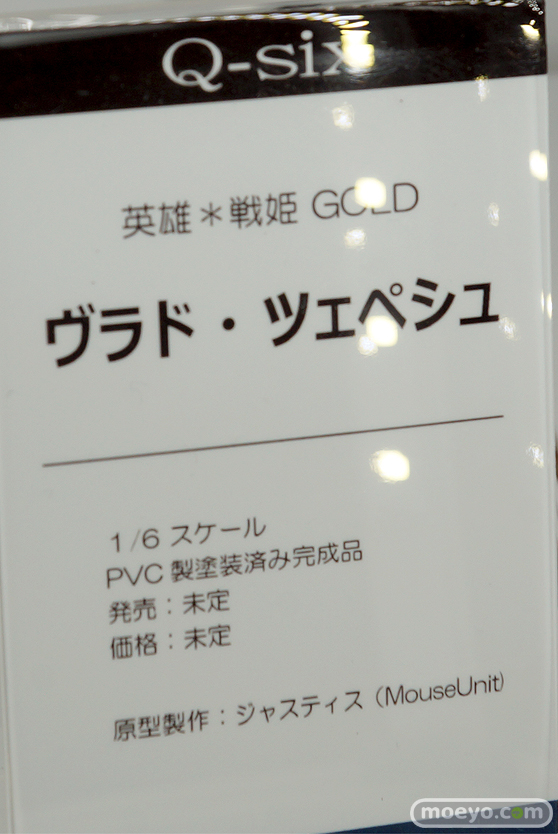 Q-six
英雄＊戦姫 GOLD
ヴラド・ツェペシュ
1/6 スケール
PVC 製塗装済み完成品
発売：未定
価格：未定
原型製作：ジャスティス（MouseUnit）
moeyo.com